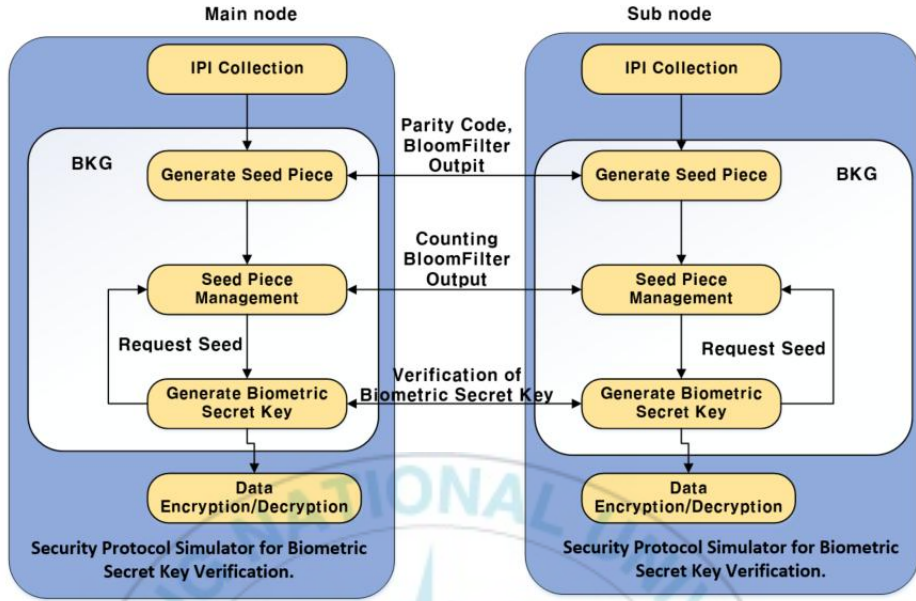 Main node
IPI Collection
BKG
Generate Seed Piece
Seed Piece
Management
Request Seed
Generate Biometric
Secret Key
Data
Encryption/Decryption
Security Protocol Simulator for Biometric
Secret Key Verification.
Parity Code,
BloomFilter
Outpit
Counting
BloomFilter
Output
Verification of
Biometric Secret Key
Sub node
IPI Collection
BKG
Generate Seed Piece
Seed Piece
Management
Request Seed
Generate Biometric
Secret Key
Data
Encryption/Decryption
Security Protocol Simulator for Biometric
Secret Key Verification.
NATIONAL